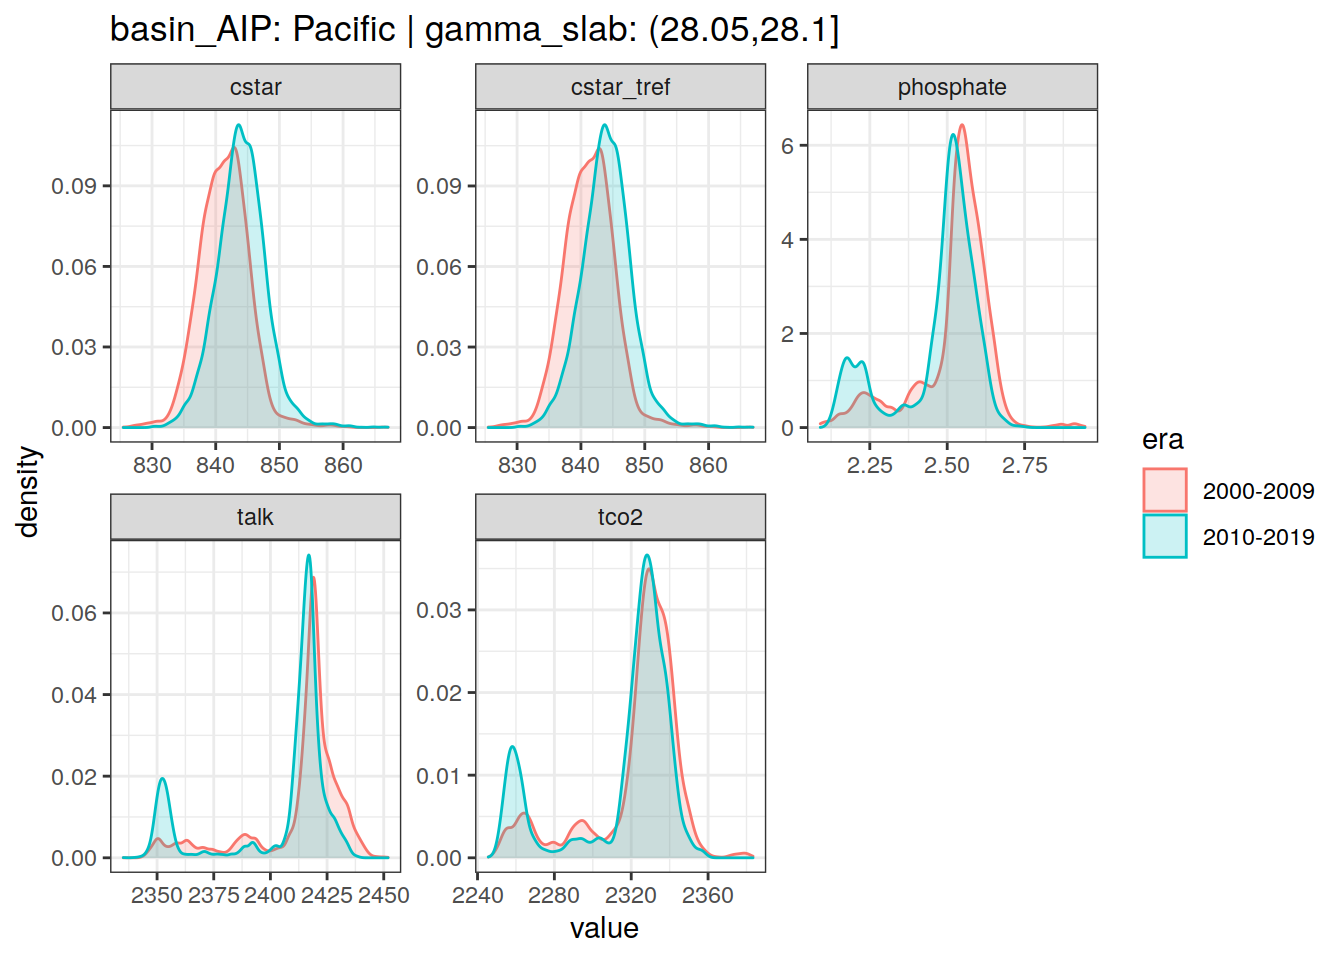 basin_AIP: Pacific | gamma_slab: (28.05,28.1]
cstar
cstar_tref
phosphate
0.09
0.06
0.03
0.00
830 840 850 860
0.09
0.06
0.03
0.00
830 840 850 860
6
4
2
0
2.25 2.50 2.75
talk
tco2
0.06
0.04
0.02
0.00
2350 2375 2400 2425 2450
0.03
0.02
0.01
0.00
2240 2280 2320 2360
density
value
era
2000-2009
2010-2019